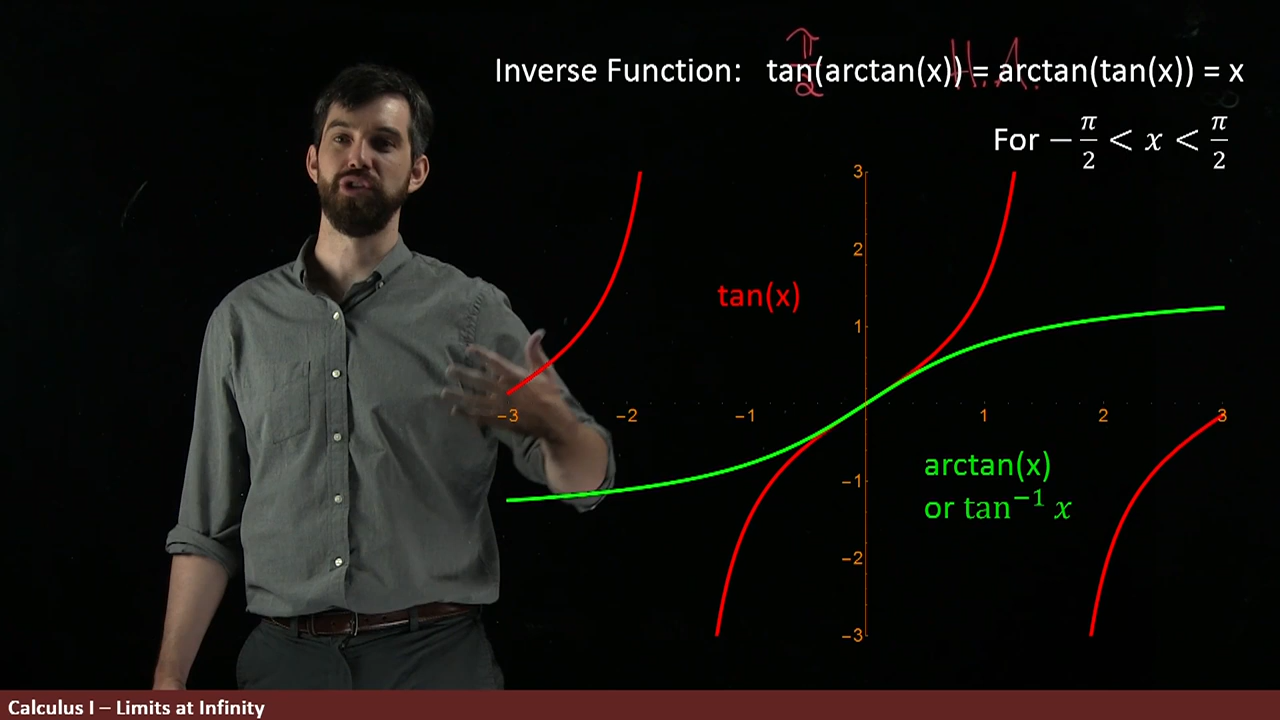 Inverse Function: tan(arctan(x)) = arctan(tan(x)) = x
π/2 H.A.
For −π/2 < x < π/2
3
2
tan(x)
1
−3 −2 −1 1 2 3
arctan(x)
−1
or tan⁻¹ x
−2
−3
Calculus I – Limits at Infinity